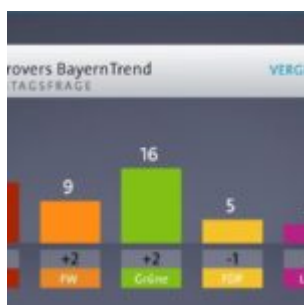 rovers BayernTrend
VERG
TAGSFRAGE
16
9
5
+2
+2
-1
FW
Grüne
FDP